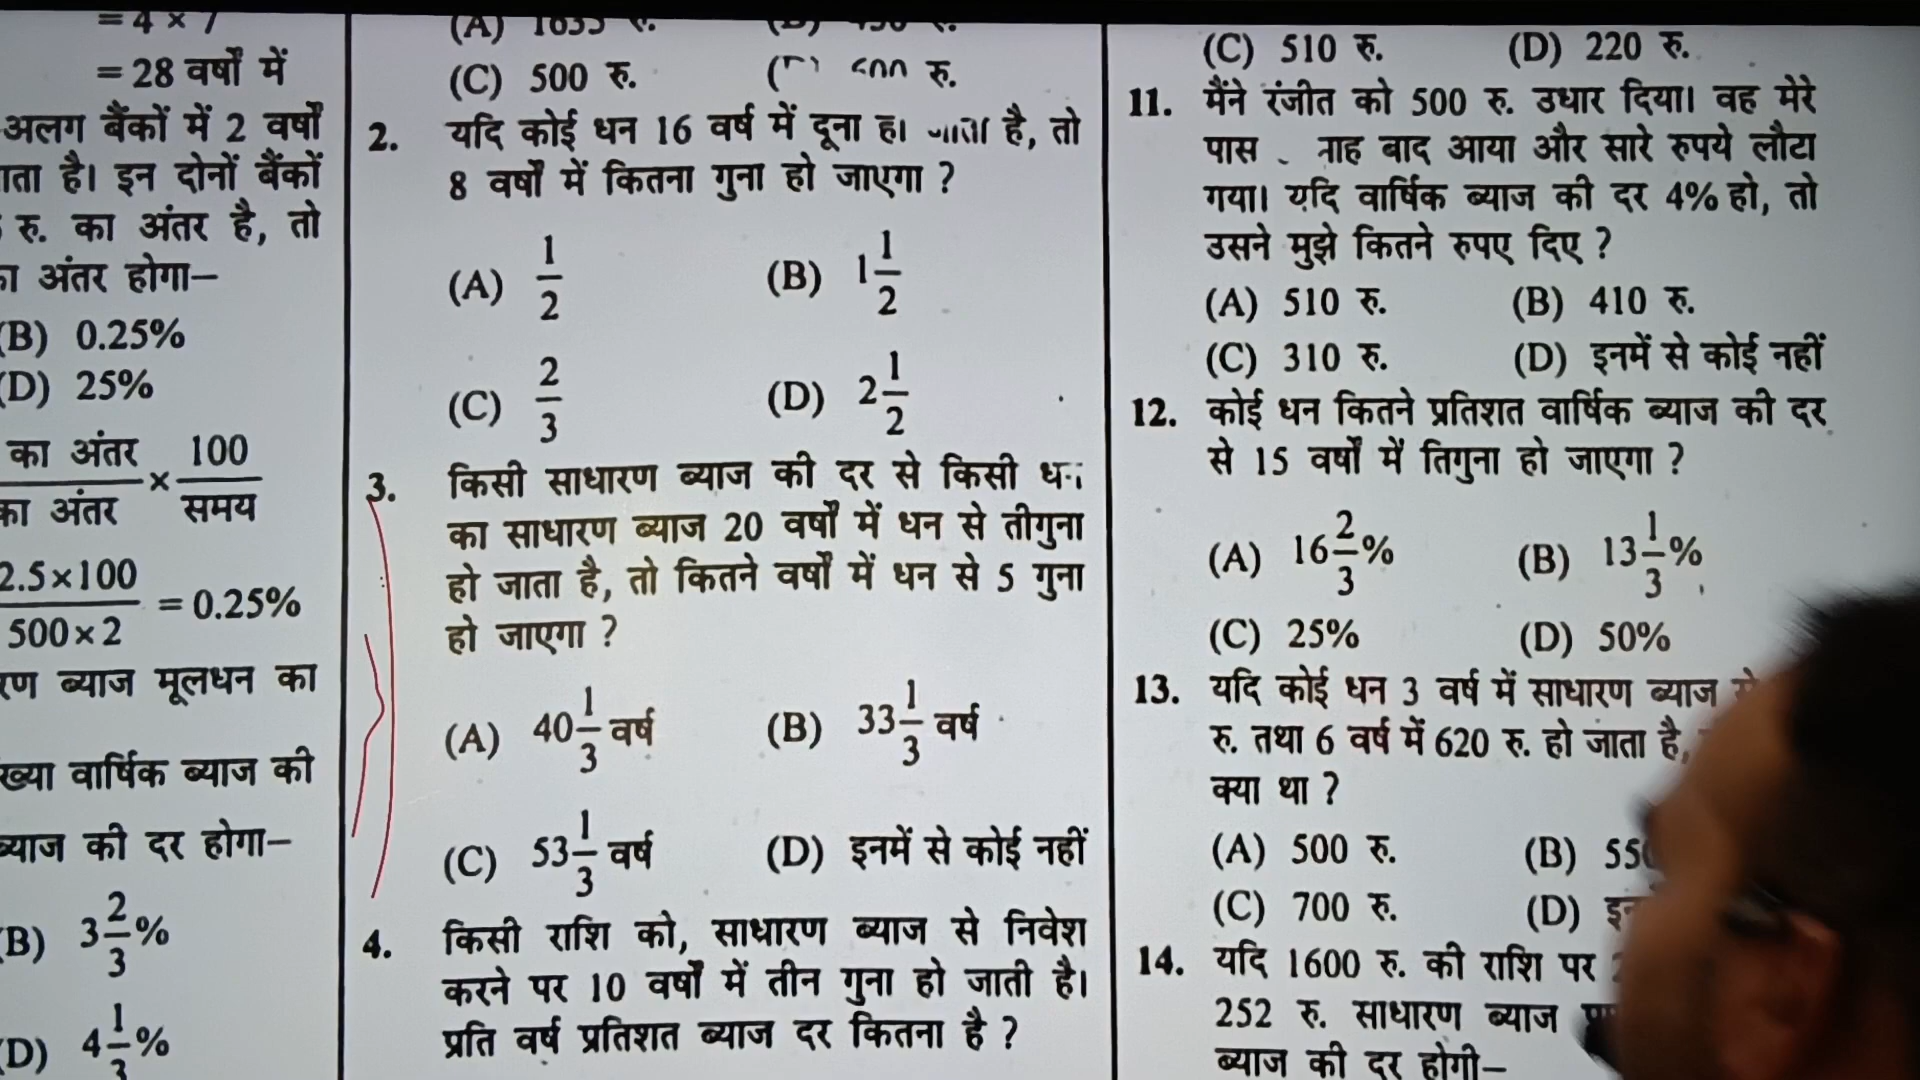 = 4 × 7
= 28 वर्षों में
अलग बैंकों में 2 वर्षों
है। इन दोनों बैंकों
रु. का अंतर है, तो
अंतर होगा–
(B) 0.25%
(D) 25%
का अंतर × 100
का अंतर समय
2.5×100
500×2
= 0.25%
ब्याज मूलधन का
वार्षिक ब्याज की
ब्याज की दर होगा–
(B) 3 2/3 %
(D) 4 1/3 %
(A) 1035 रु.
(C) 500 रु. रु.
2. यदि कोई धन 16 वर्ष में दूना है, तो
8 वर्षों में कितना गुना हो जाएगा ?
(A) 1/2 (B) 1 1/2
(C) 2/3 (D) 2 1/2
3. किसी साधारण ब्याज की दर से किसी
का साधारण ब्याज 20 वर्षों में धन से तीगुना
हो जाता है, तो कितने वर्षों में धन से 5 गुना
हो जाएगा ?
(A) 40 1/3 वर्ष (B) 33 1/3 वर्ष
(C) 53 1/3 वर्ष (D) इनमें से कोई नहीं
4. किसी राशि को, साधारण ब्याज से निवेश
करने पर 10 वर्षों में तीन गुना हो जाती है।
प्रति वर्ष प्रतिशत ब्याज दर कितना है ?
(C) 510 रु. (D) 220 रु.
11. मैंने रंजीत को 500 रु. उधार दिया। वह मेरे
पास बाद आया और सारे रुपये लौटा
गया। यदि वार्षिक ब्याज की दर 4% हो, तो
उसने मुझे कितने रुपए दिए ?
(A) 510 रु. (B) 410 रु.
(C) 310 रु. (D) इनमें से कोई नहीं
12. कोई धन कितने प्रतिशत वार्षिक ब्याज की दर
से 15 वर्षों में तिगुना हो जाएगा ?
(A) 16 2/3 % (B) 13 1/3 %
(C) 25% (D) 50%
13. यदि कोई धन 3 वर्ष में साधारण ब्याज
रु. तथा 6 वर्ष में 620 रु. हो जाता है,
क्या था ?
(A) 500 रु. (B)
(C) 700 रु. (D)
14. यदि 1600 रु. की राशि पर
252 रु. साधारण ब्याज
ब्याज की दर होगी–